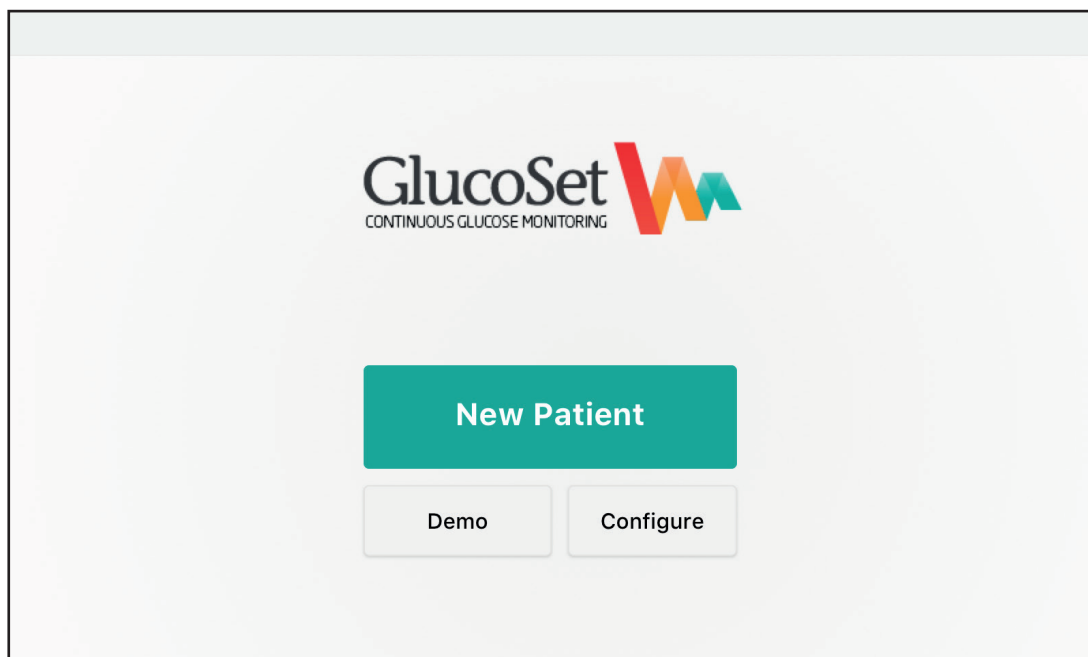 GlucoSet
CONTINUOUS GLUCOSE MONITORING
New Patient
Demo
Configure